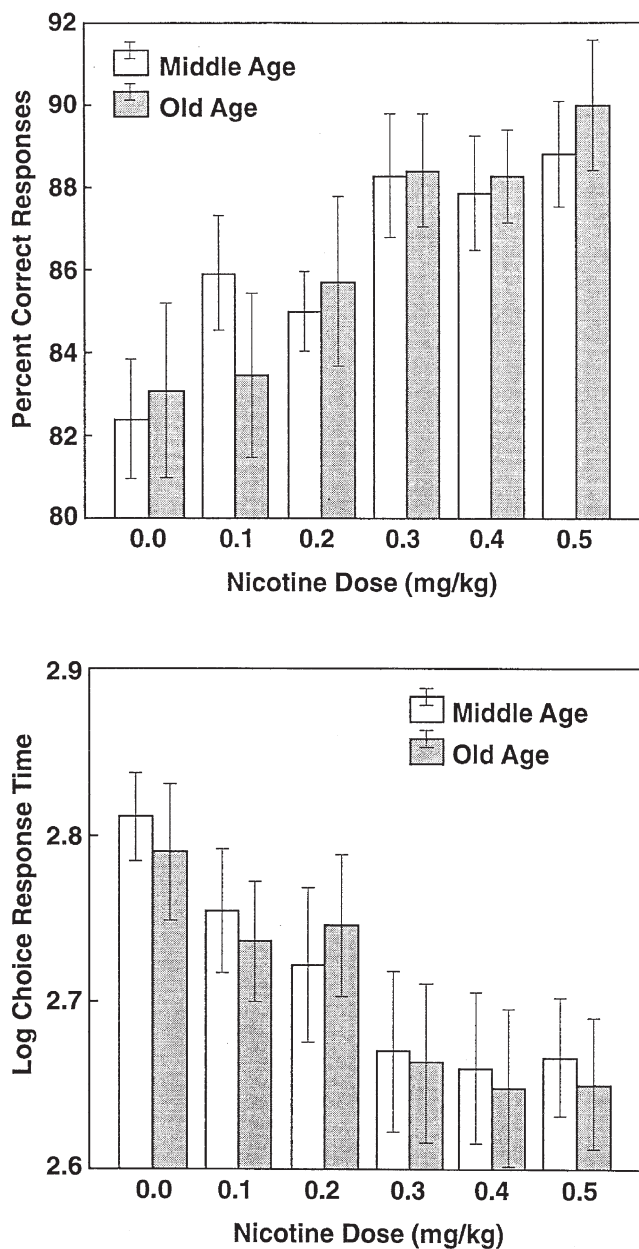 92
90
88
86
84
82
80
Percent Correct Responses
Middle Age
Old Age
0.0 0.1 0.2 0.3 0.4 0.5
Nicotine Dose (mg/kg)
2.9
2.8
2.7
2.6
Log Choice Response Time
Middle Age
Old Age
0.0 0.1 0.2 0.3 0.4 0.5
Nicotine Dose (mg/kg)